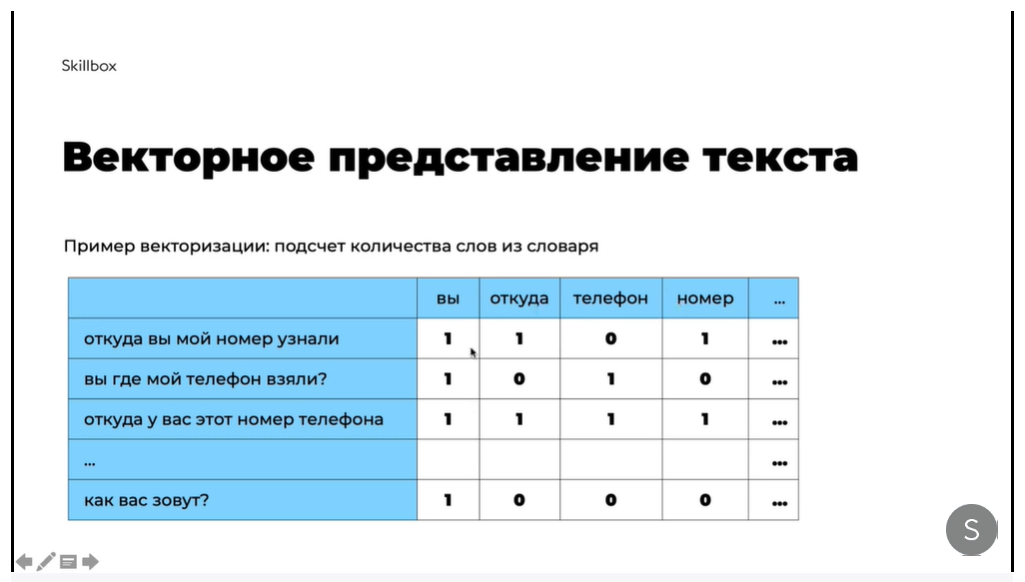 Skillbox
Векторное представление текста
Пример векторизации: подсчет количества слов из словаря
вы откуда телефон номер ...
откуда вы мой номер узнали 1 1 0 1 ...
вы где мой телефон взяли? 1 0 1 0 ...
откуда у вас этот номер телефона 1 1 1 1 ...
... ...
как вас зовут? 1 0 0 0 ...
S